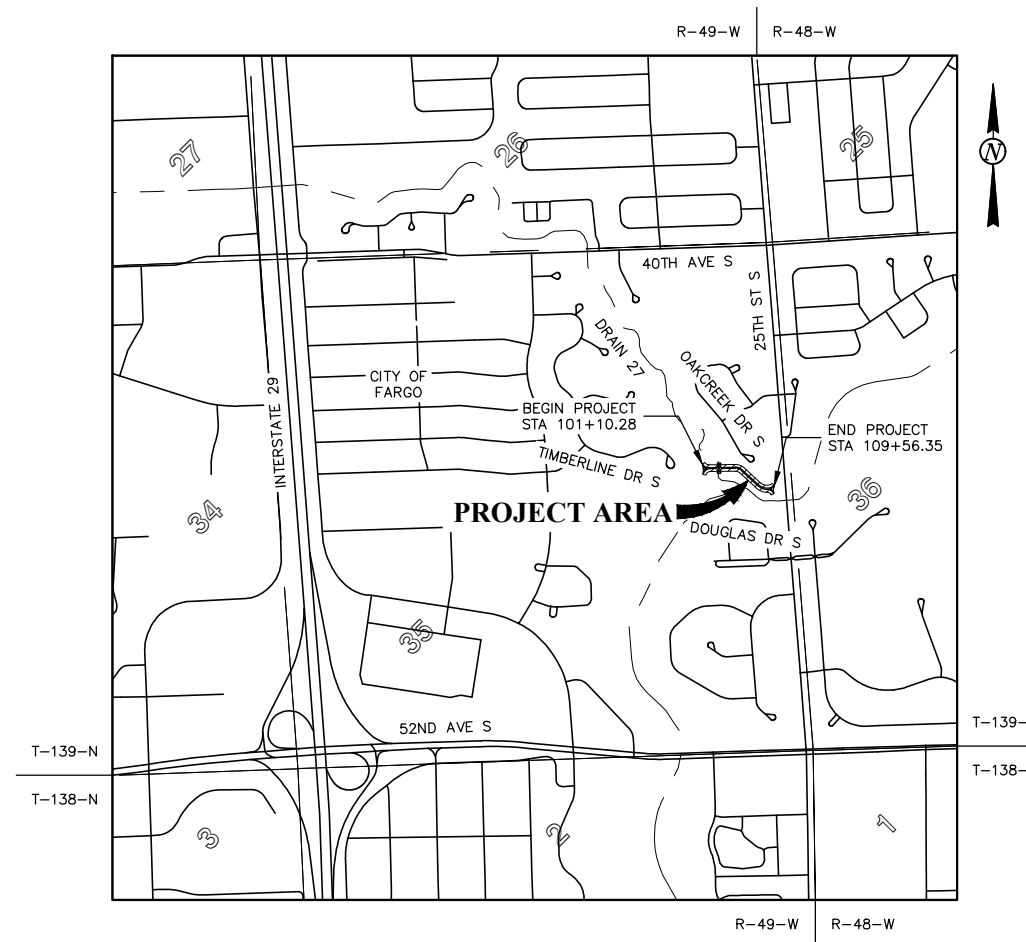 R-49-W R-48-W
27
26
25
N
40TH AVE S
25TH ST S
DRAIN 27
OAKCREEK DR S
INTERSTATE 29
CITY OF
FARGO
BEGIN PROJECT
STA 101+10.28
END PROJECT
STA 109+56.35
TIMBERLINE DR S
34
36
PROJECT AREA
DOUGLAS DR S
35
52ND AVE S
T-139-N
T-139-
T-138-N
T-138-
3
2
1
R-49-W R-48-W